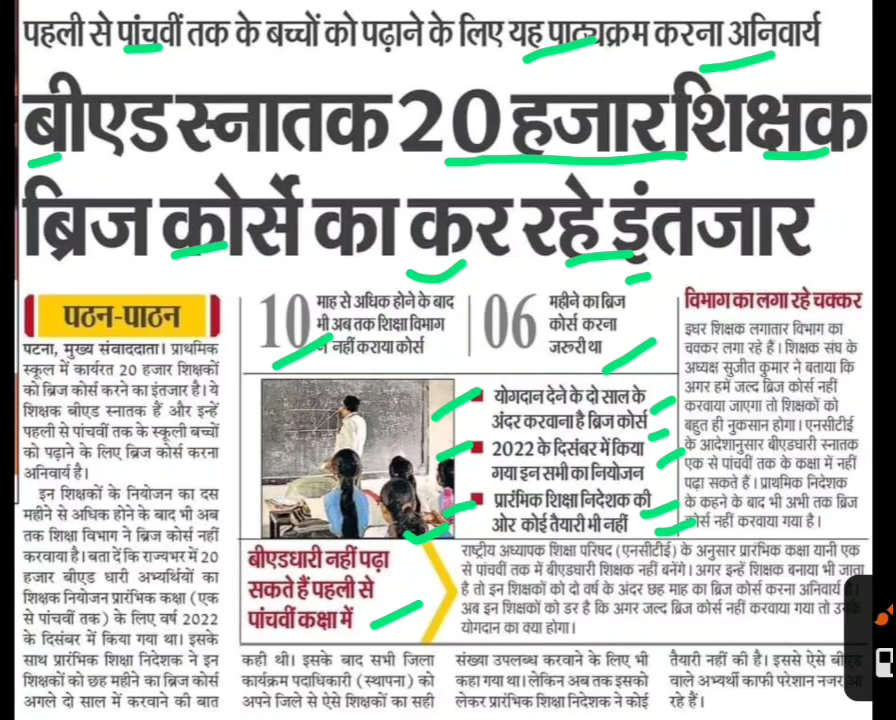 पहली से पांचवीं तक के बच्चों को पढ़ाने के लिए यह पाठ्यक्रम करना अनिवार्य
बीएड स्नातक 20 हजार शिक्षक
ब्रिज कोर्से का कर रहे इंतजार
पठन-पाठन
पटना, मुख्य संवाददाता। प्राथमिक
स्कूल में कार्यरत 20 हजार शिक्षकों
को ब्रिज कोर्स करने का इंतजार है। ये
शिक्षक बीएड स्नातक हैं और इन्हें
पहली से पांचवीं तक के स्कूली बच्चों
को पढ़ाने के लिए ब्रिज कोर्स करना
अनिवार्य है।
इन शिक्षकों के नियोजन का दस
महीने से अधिक होने के बाद भी अब
तक शिक्षा विभाग ने ब्रिज कोर्स नहीं
करवाया है। बता दें कि राज्यभर में 20
हजार बीएड धारी अभ्यर्थियों का
शिक्षक नियोजन प्रारंभिक कक्षा (एक
से पांचवीं तक) के लिए वर्ष 2022
के दिसंबर में किया गया था। इसके
साथ प्रारंभिक शिक्षा निदेशक ने इन
शिक्षकों को छह महीने का ब्रिज कोर्स
अगले दो साल में करवाने की बात
10 माह से अधिक होने के बाद
भी अब तक शिक्षा विभाग
ने नहीं कराया कोर्स
06 महीने का ब्रिज
कोर्स करना
जरूरी था
योगदान देने के दो साल के
अंदर करवाना है ब्रिज कोर्स
2022 के दिसंबर में किया
गया इन सभी का नियोजन
प्रारंभिक शिक्षा निदेशक की
ओर कोई तैयारी भी नहीं
विभाग का लगा रहे चक्कर
इधर शिक्षक लगातार विभाग का
चक्कर लगा रहे हैं। शिक्षक संघ के
अध्यक्ष सुजीत कुमार ने बताया कि
अगर हमें जल्द ब्रिज कोर्स नहीं
करवाया जाएगा तो शिक्षकों को
बहुत ही नुकसान होगा। एनसीटीई
के आदेशानुसार बीएडधारी स्नातक
एक से पांचवीं तक के कक्षा में नहीं
पढ़ा सकते हैं। प्राथमिक निदेशक
के कहने के बाद भी अभी तक ब्रिज
कोर्स नहीं करवाया गया है।
बीएडधारी नहीं पढ़ा
सकते हैं पहली से
पांचवीं कक्षा में
राष्ट्रीय अध्यापक शिक्षा परिषद (एनसीटीई) के अनुसार प्रारंभिक कक्षा यानी एक
से पांचवीं तक में बीएडधारी शिक्षक नहीं बनेंगे। अगर इन्हें शिक्षक बनाया भी जाता
है तो इन शिक्षकों को दो वर्ष के अंदर छह माह का ब्रिज कोर्स करना अनिवार्य है।
अब इन शिक्षकों को डर है कि अगर जल्द ब्रिज कोर्स नहीं करवाया गया तो उनके
योगदान का क्या होगा।
कही थी। इसके बाद सभी जिला
कार्यक्रम पदाधिकारी (स्थापना) को
अपने जिले से ऐसे शिक्षकों का सही
संख्या उपलब्ध करवाने के लिए भी
कहा गया था। लेकिन अब तक इसको
लेकर प्रारंभिक शिक्षा निदेशक ने कोई
तैयारी नहीं की है। इससे ऐसे बीएड
वाले अभ्यर्थी काफी परेशान नजर आ
रहे हैं।